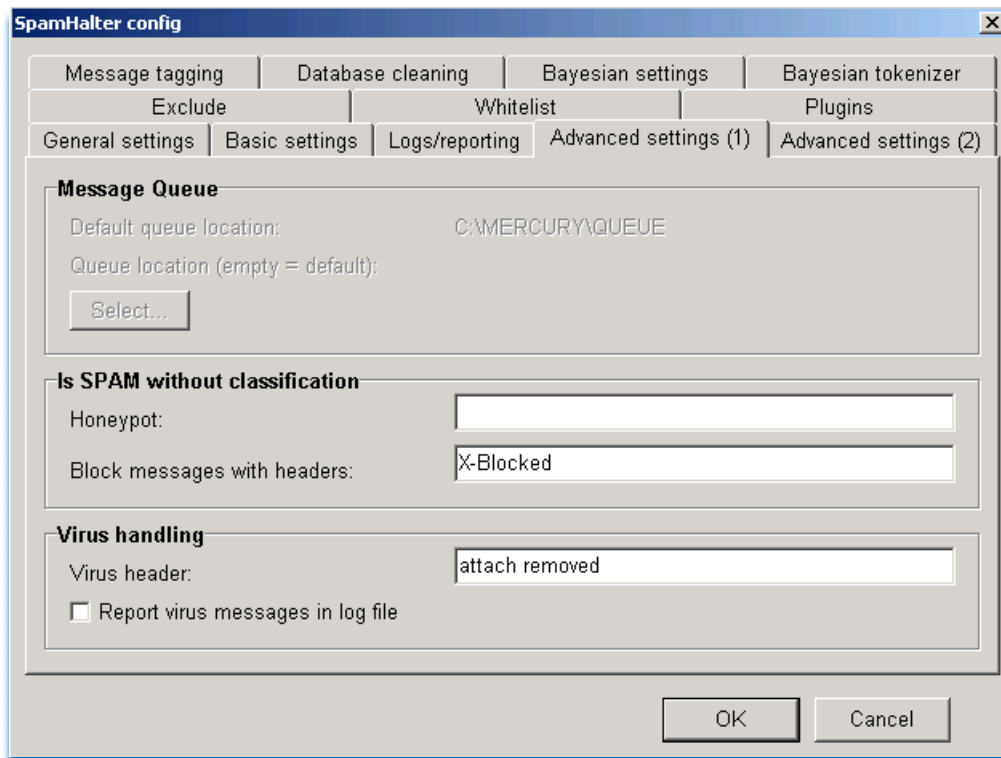 SpamHalter config
Message tagging
Database cleaning
Bayesian settings
Bayesian tokenizer
Exclude
Whitelist
Plugins
General settings
Basic settings
Logs/reporting
Advanced settings (1)
Advanced settings (2)
Message Queue
Default queue location: C:\MERCURY\QUEUE
Queue location (empty = default):
Select...
Is SPAM without classification
Honeypot:
Block messages with headers: X-Blocked
Virus handling
Virus header: attach removed
Report virus messages in log file
OK
Cancel